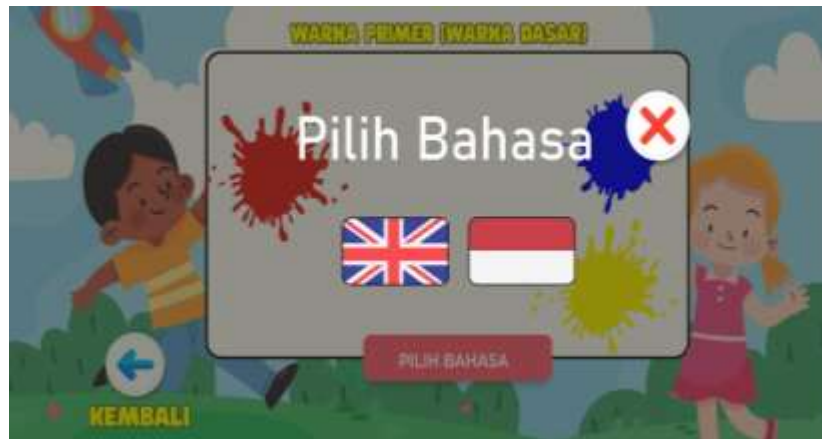 WARNA PRIMER (WARNA DASAR)
Pilih Bahasa
PILIH BAHASA
KEMBALI